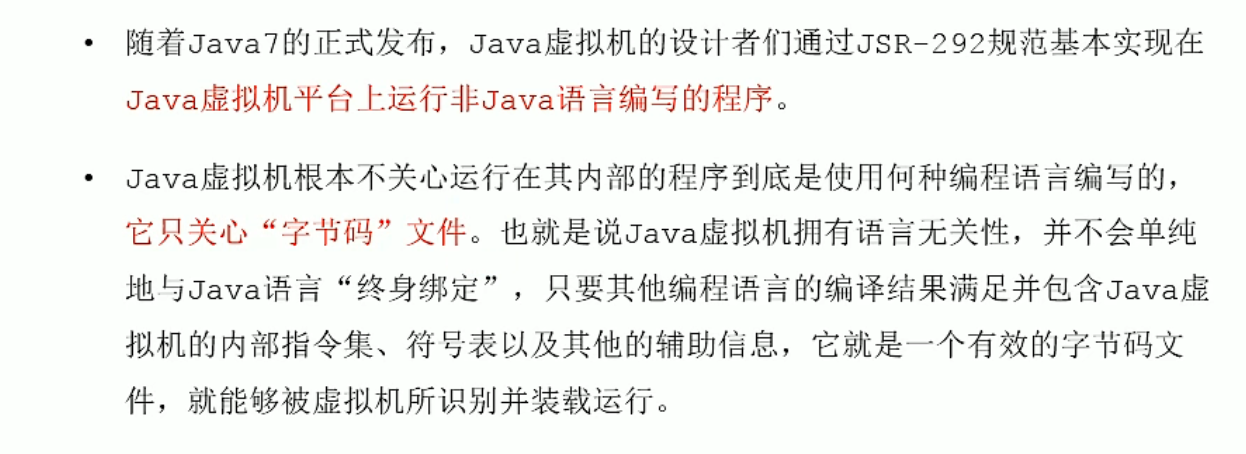 • 随着Java7的正式发布，Java虚拟机的设计者们通过JSR-292规范基本实现在
Java虚拟机平台上运行非Java语言编写的程序。
• Java虚拟机根本不关心运行在其内部的程序到底是使用何种编程语言编写的，
它只关心“字节码”文件。也就是说Java虚拟机拥有语言无关性，并不会单纯
地与Java语言“终身绑定”，只要其他编程语言的编译结果满足并包含Java虚
拟机的内部指令集、符号表以及其他的辅助信息，它就是一个有效的字节码文
件，就能够被虚拟机所识别并装载运行。